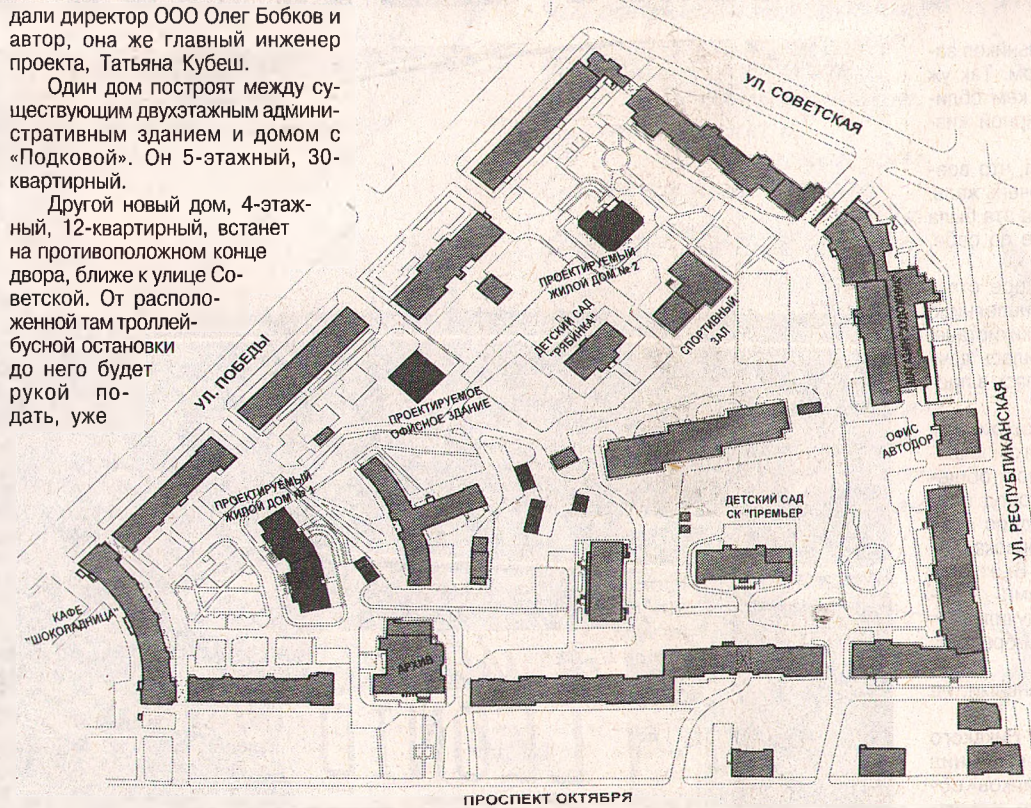 дали директор ООО Олег Бобков и
автор, она же главный инженер
проекта, Татьяна Кубеш.
Один дом построят между су-
ществующим двухэтажным админи-
стративным зданием и домом с
«Подковой». Он 5-этажный, 30-
квартирный.
Другой новый дом, 4-этаж-
ный, 12-квартирный, встанет
на противоположном конце
двора, ближе к улице Со-
ветской. От располо-
женной там троллей-
бусной остановки
до него будет
рукой по-
дать, уже
УЛ. СОВЕТСКАЯ
ПРОЕКТИРУЕМЫЙ
ЖИЛОЙ ДОМ № 2
ДЕТСКИЙ САД
"РЯБИНКА"
СПОРТИВНЫЙ
ЗАЛ
УЛ. ПОБЕДЫ
ПРОЕКТИРУЕМОЕ
ОФИСНОЕ ЗДАНИЕ
МАГАЗИН "ХУДОЖНИК"
ОФИС
АВТОДОР
УЛ. РЕСПУБЛИКАНСКАЯ
ПРОЕКТИРУЕМЫЙ
ЖИЛОЙ ДОМ № 1
ДЕТСКИЙ САД
СК "ПРЕМЬЕР
КАФЕ
"ШОКОЛАДНИЦА"
АРХИВ
ПРОСПЕКТ ОКТЯБРЯ